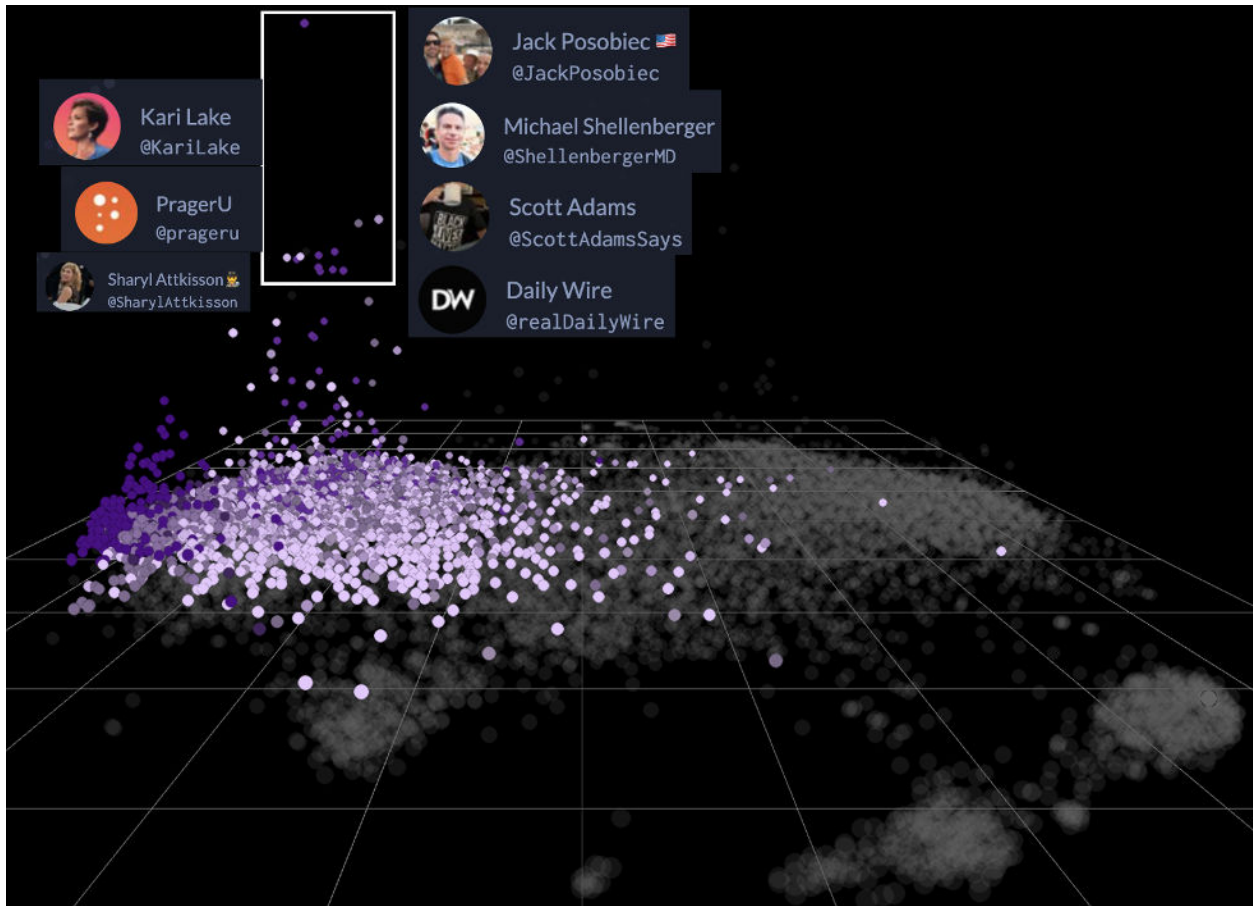 Jack Posobiec 🇺🇸
@JackPosobiec
Kari Lake
@KariLake
Michael Shellenberger
@ShellenbergerMD
PragerU
@prageru
Scott Adams
@ScottAdamsSays
Sharyl Attkisson🕵️‍♀️
@SharylAttkisson
DW
Daily Wire
@realDailyWire